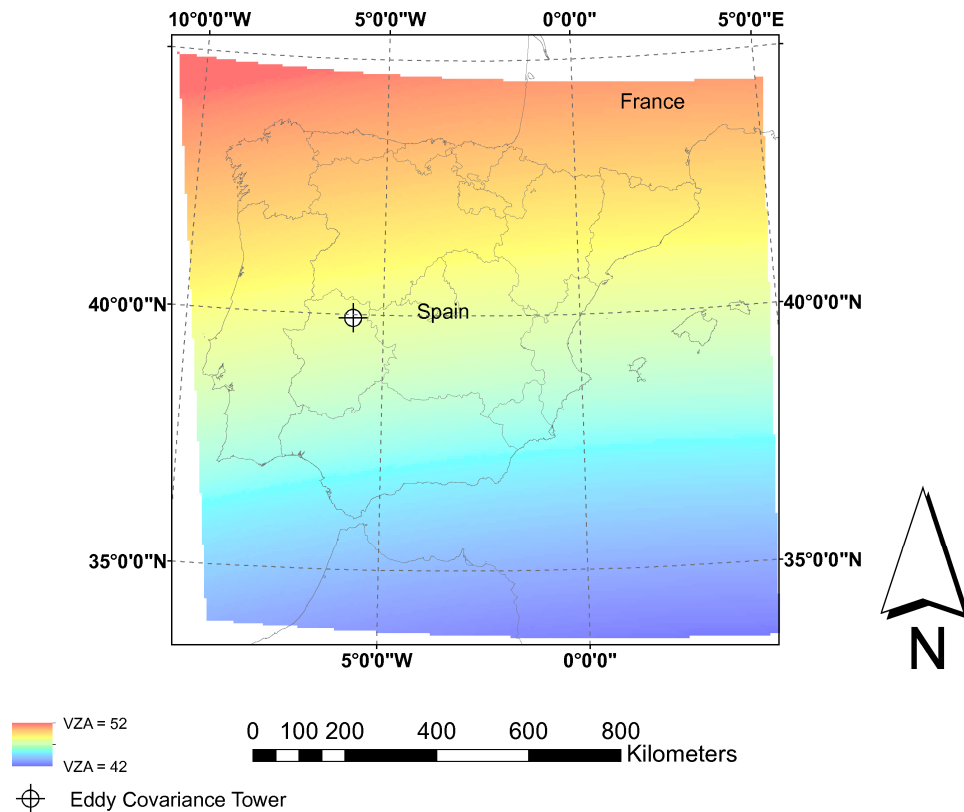 10°0'0"W 5°0'0"W 0°0'0" 5°0'0"E
France
40°0'0"N 40°0'0"N
Spain
35°0'0"N 35°0'0"N
5°0'0"W 0°0'0"
N
VZA = 52
VZA = 42
0 100 200 400 600 800
Kilometers
Eddy Covariance Tower